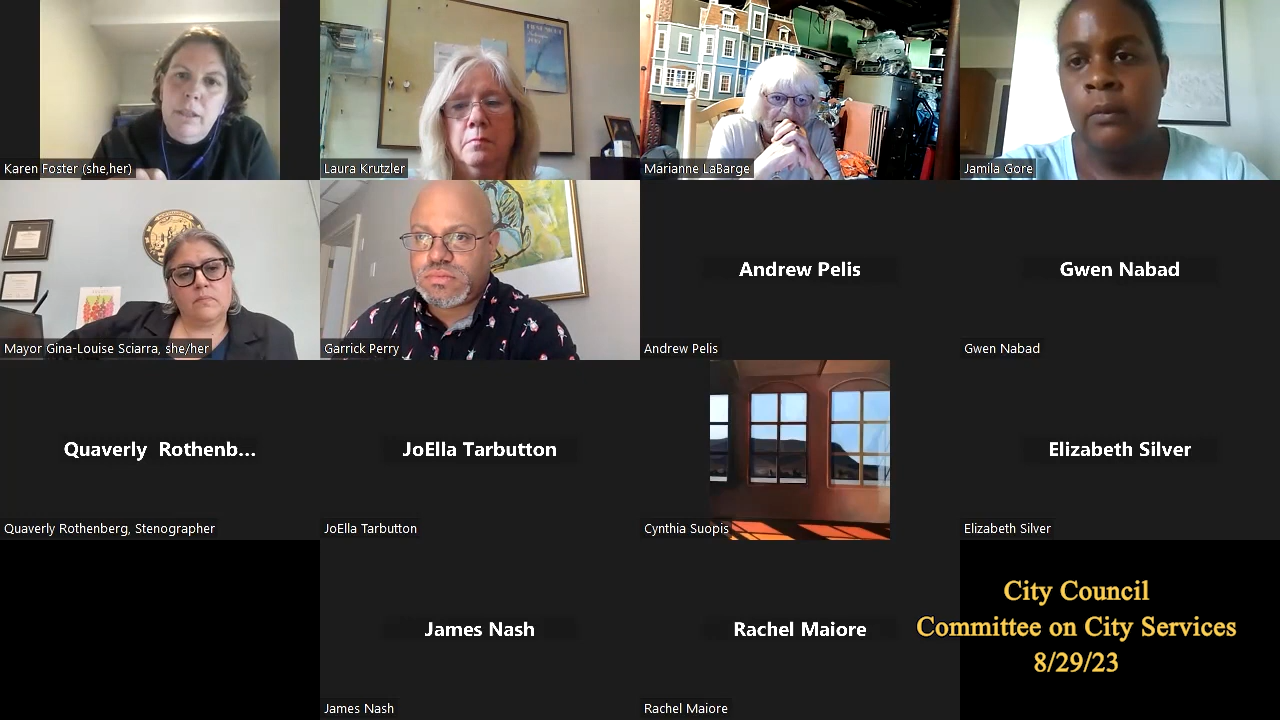 Karen Foster (she,her)
Laura Krutzler
Marianne LaBarge
Jamila Gore
Mayor Gina-Louise Sciarra, she/her
Garrick Perry
Andrew Pelis
Andrew Pelis
Gwen Nabad
Gwen Nabad
Quaverly Rothenb...
Quaverly Rothenberg, Stenographer
JoElla Tarbutton
JoElla Tarbutton
Cynthia Suopis
Elizabeth Silver
Elizabeth Silver
James Nash
James Nash
Rachel Maiore
Rachel Maiore
City Council
Committee on City Services
8/29/23